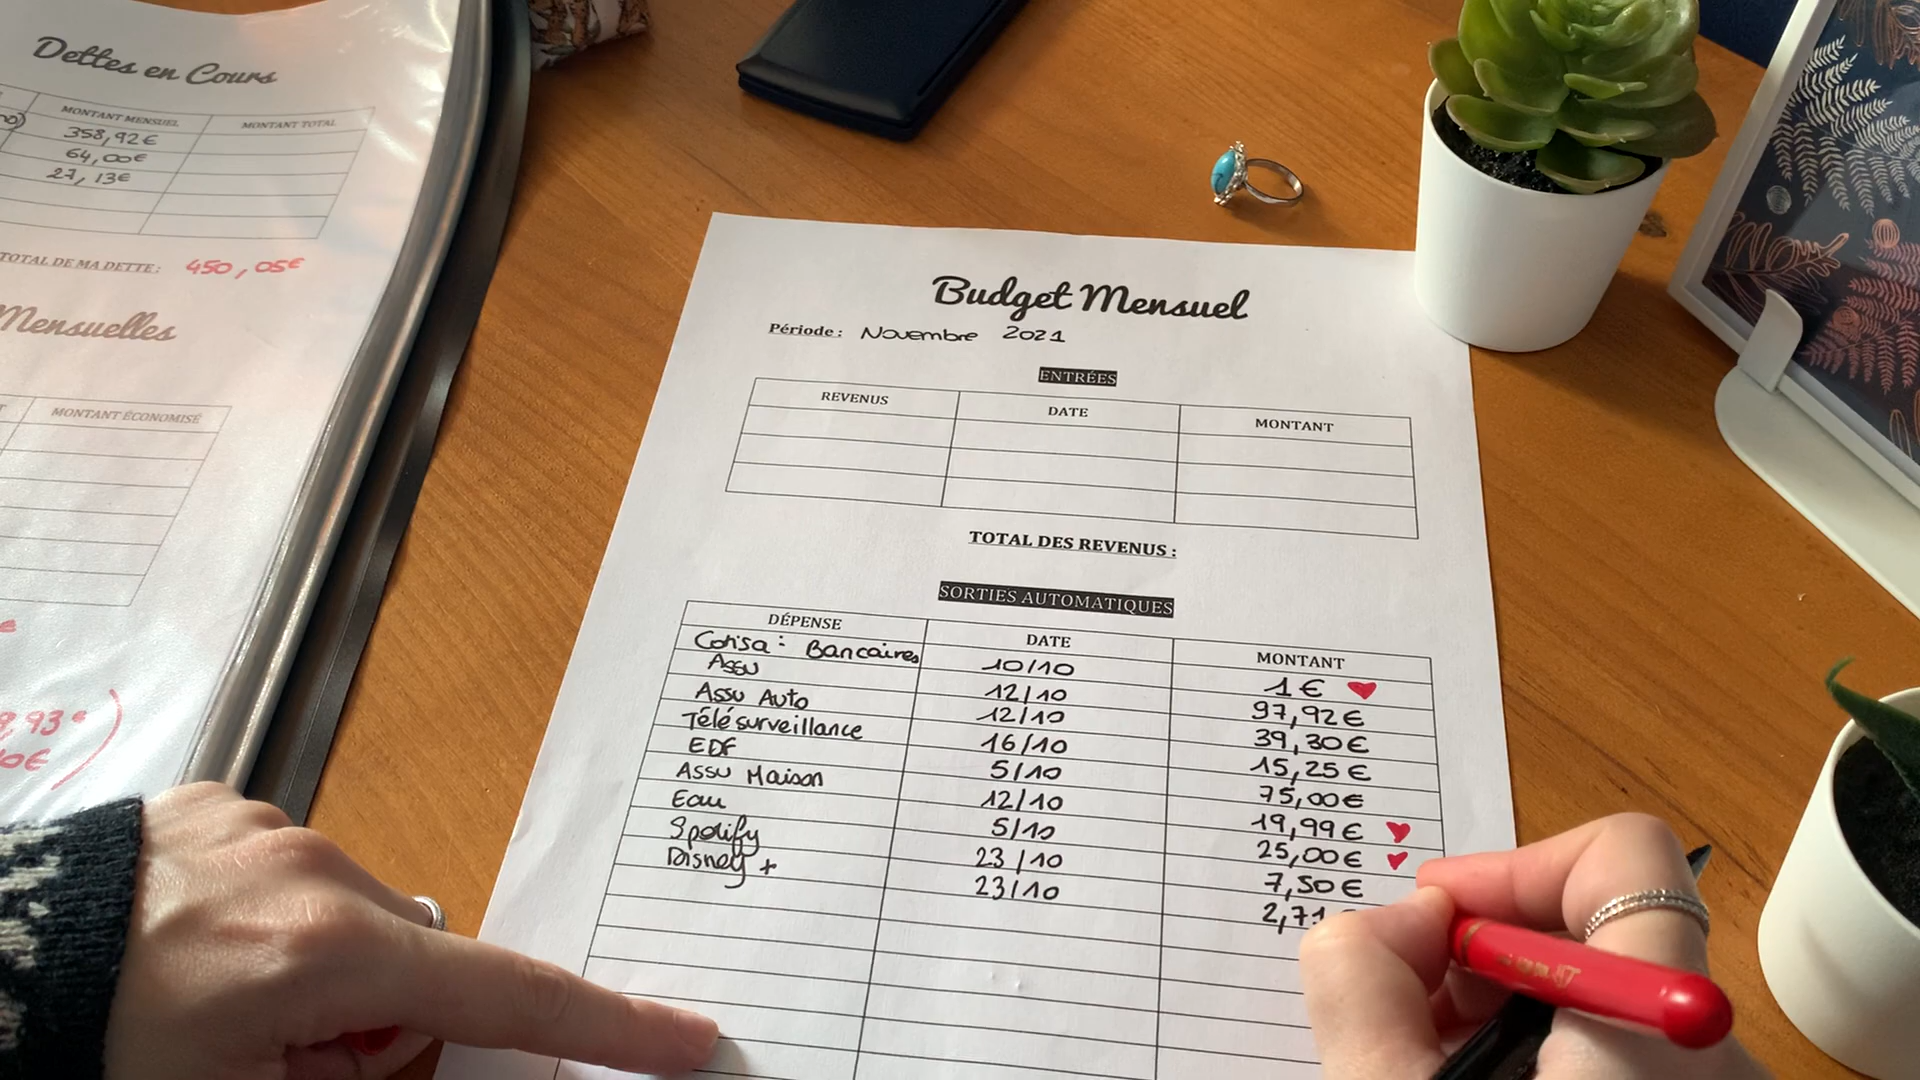 Dettes en Cours
MONTANT MENSUEL MONTANT TOTAL
358,92€
64,00€
27,13€
TOTAL DE MA DETTE : 450,05€
Mensuelles
MONTANT ÉCONOMISÉ
Budget Mensuel
Période : Novembre 2021
ENTRÉES
REVENUS DATE MONTANT
TOTAL DES REVENUS :
SORTIES AUTOMATIQUES
DÉPENSE DATE MONTANT
Cotisa° Bancaires 10/10 1€
Assu 12/10 97,92€
Assu Auto 12/10 39,30€
Télésurveillance 16/10 15,25€
EDF 5/10 75,00€
Assu Maison 12/10 19,99€
Eau 5/10 25,00€
Spotify 23/10 7,50€
Disney + 23/10 2,71